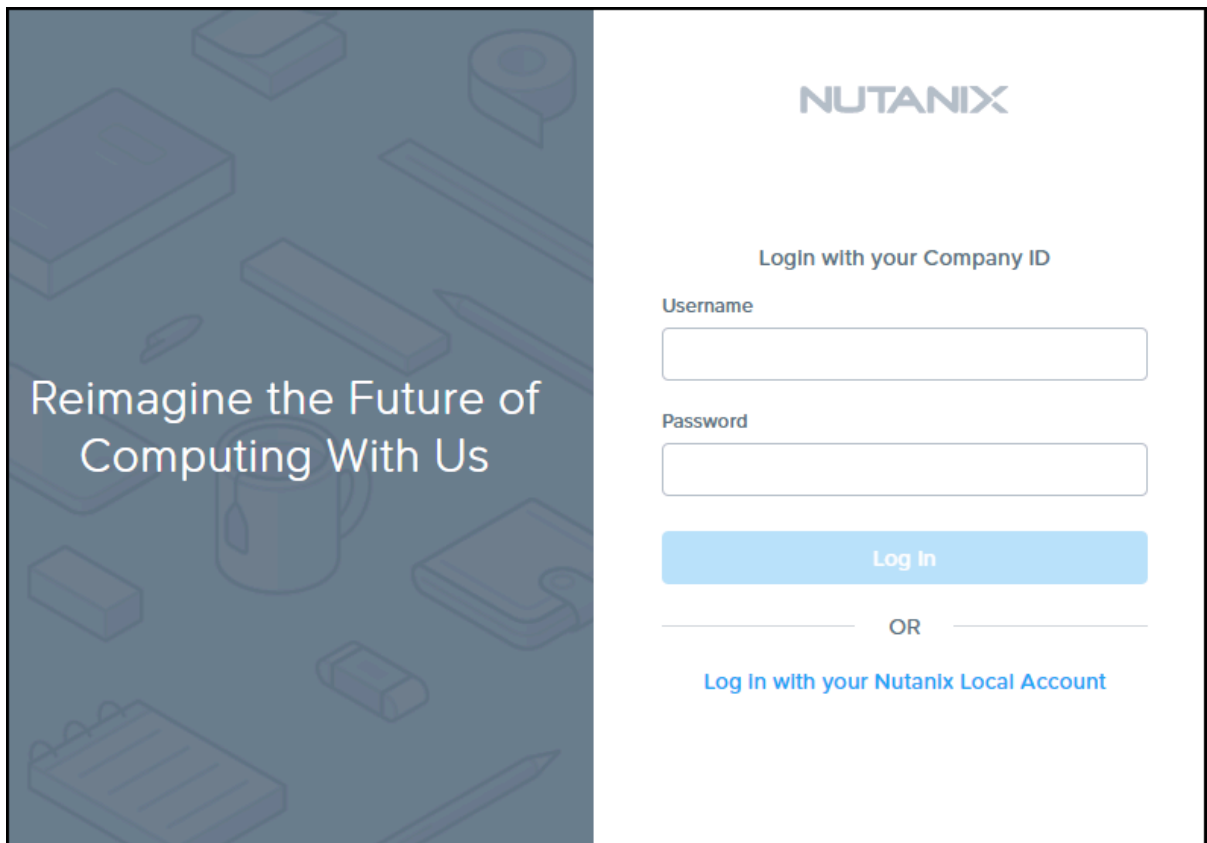 Reimagine the Future of
Computing With Us
NUTANIX
Login with your Company ID
Username
Password
Log In
OR
Log in with your Nutanix Local Account